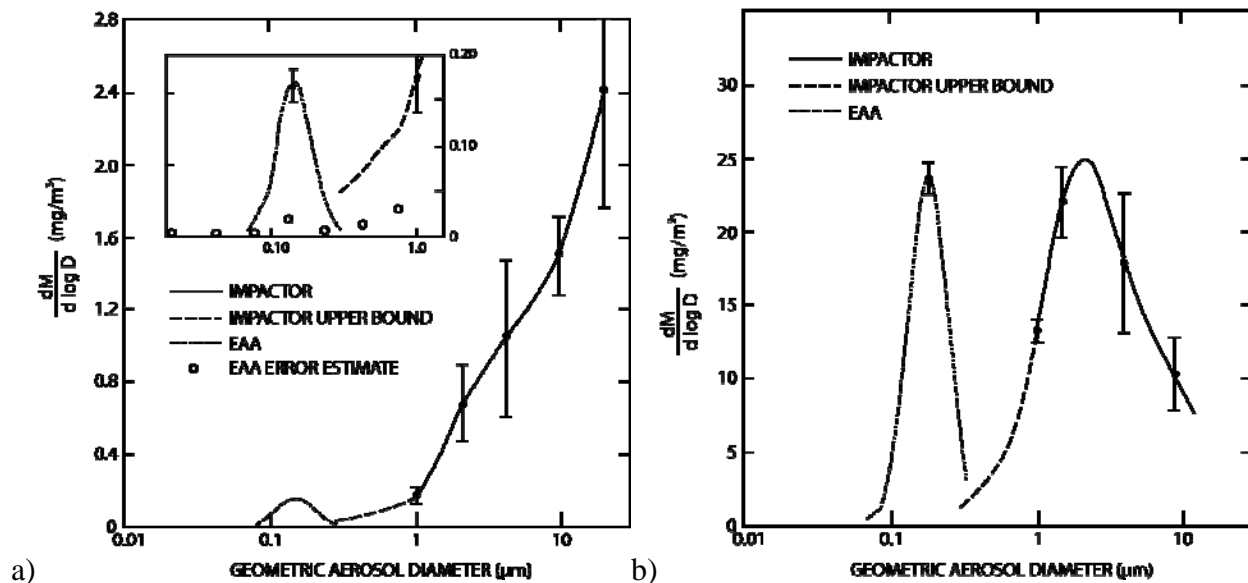 2.8
2.4
2.0
1.6
1.2
0.8
0.4
0
dM
d log D
(mg/m³)
0.20
0.10
0
0.10
1.0
IMPACTOR
IMPACTOR UPPER BOUND
EAA
EAA ERROR ESTIMATE
0.01
0.1
1
10
GEOMETRIC AEROSOL DIAMETER (µm)
a)
30
25
20
15
10
5
0
dM
d log D
(mg/m³)
IMPACTOR
IMPACTOR UPPER BOUND
EAA
0.01
0.1
1
10
GEOMETRIC AEROSOL DIAMETER (µm)
b)